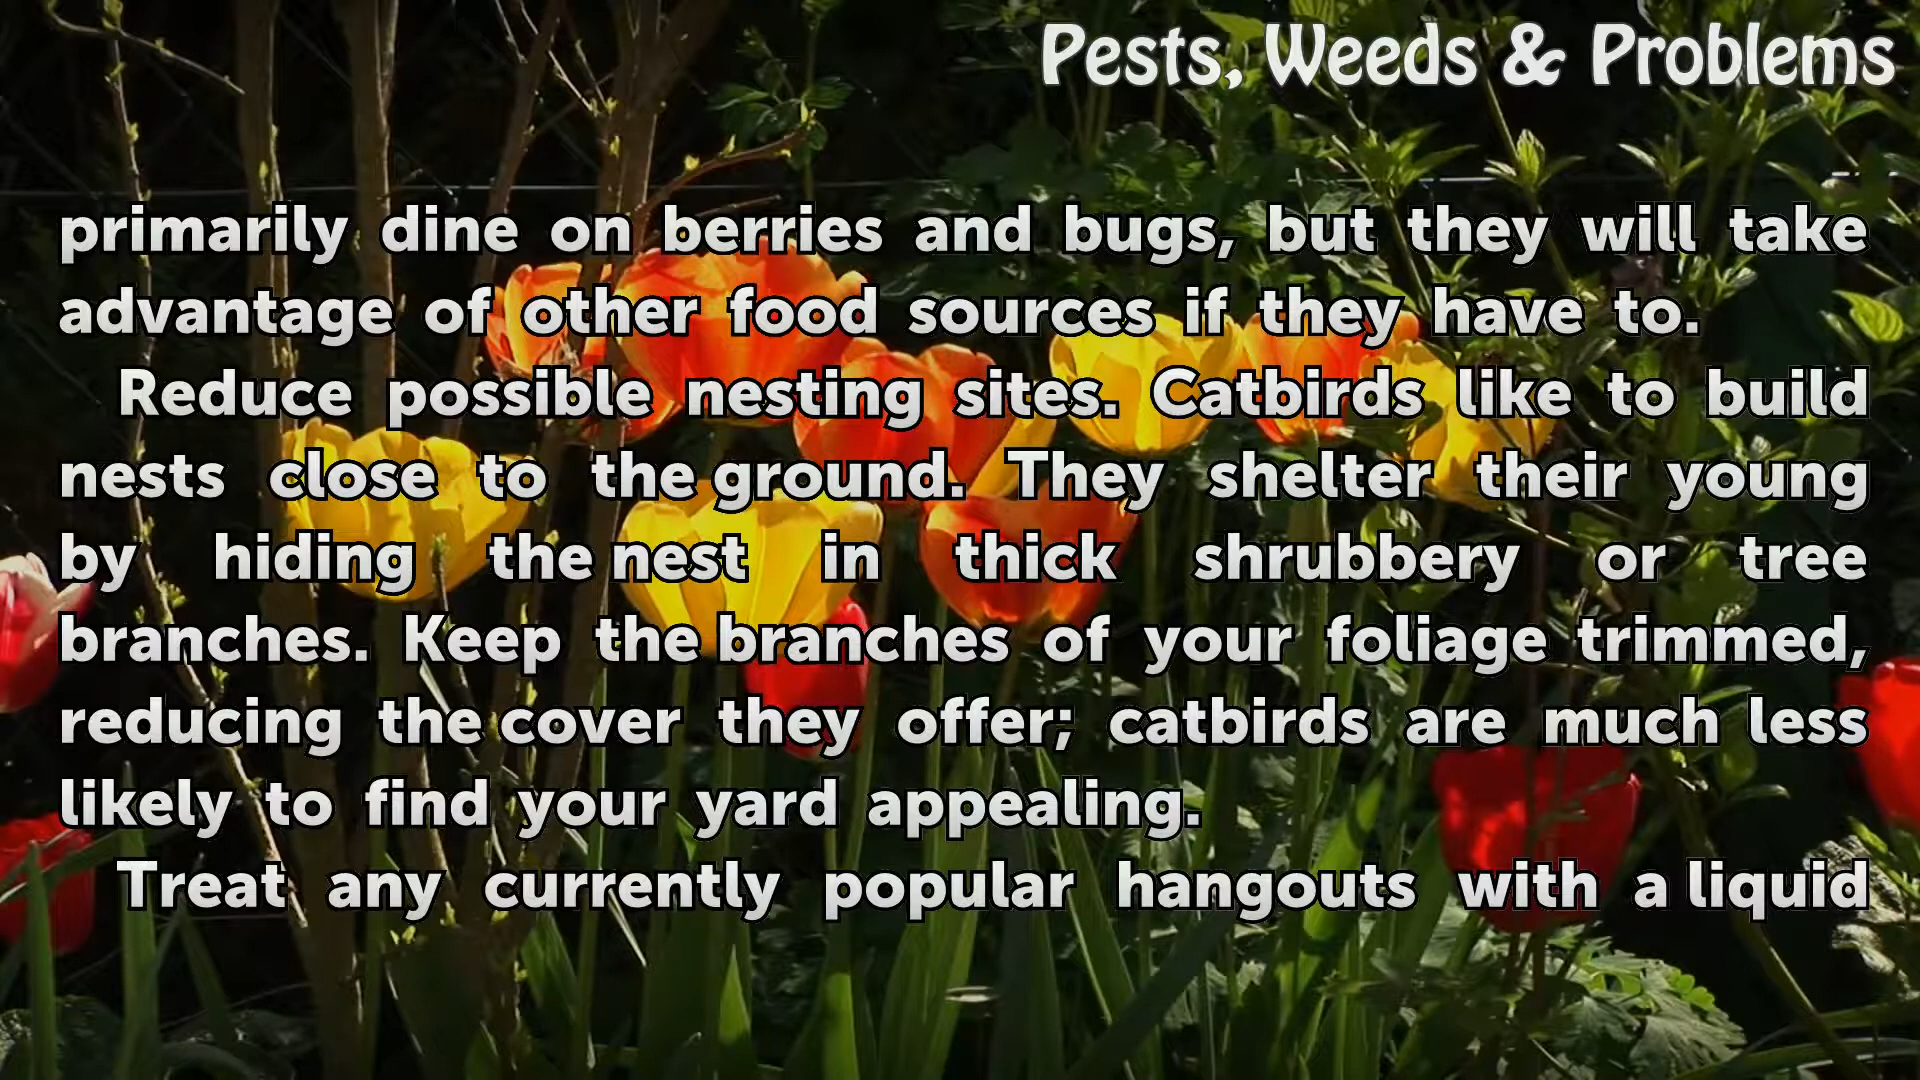 Pests, Weeds & Problems
primarily dine on berries and bugs, but they will take
advantage of other food sources if they have to.
Reduce possible nesting sites. Catbirds like to build
nests close to the ground. They shelter their young
by hiding the nest in thick shrubbery or tree
branches. Keep the branches of your foliage trimmed,
reducing the cover they offer; catbirds are much less
likely to find your yard appealing.
Treat any currently popular hangouts with a liquid